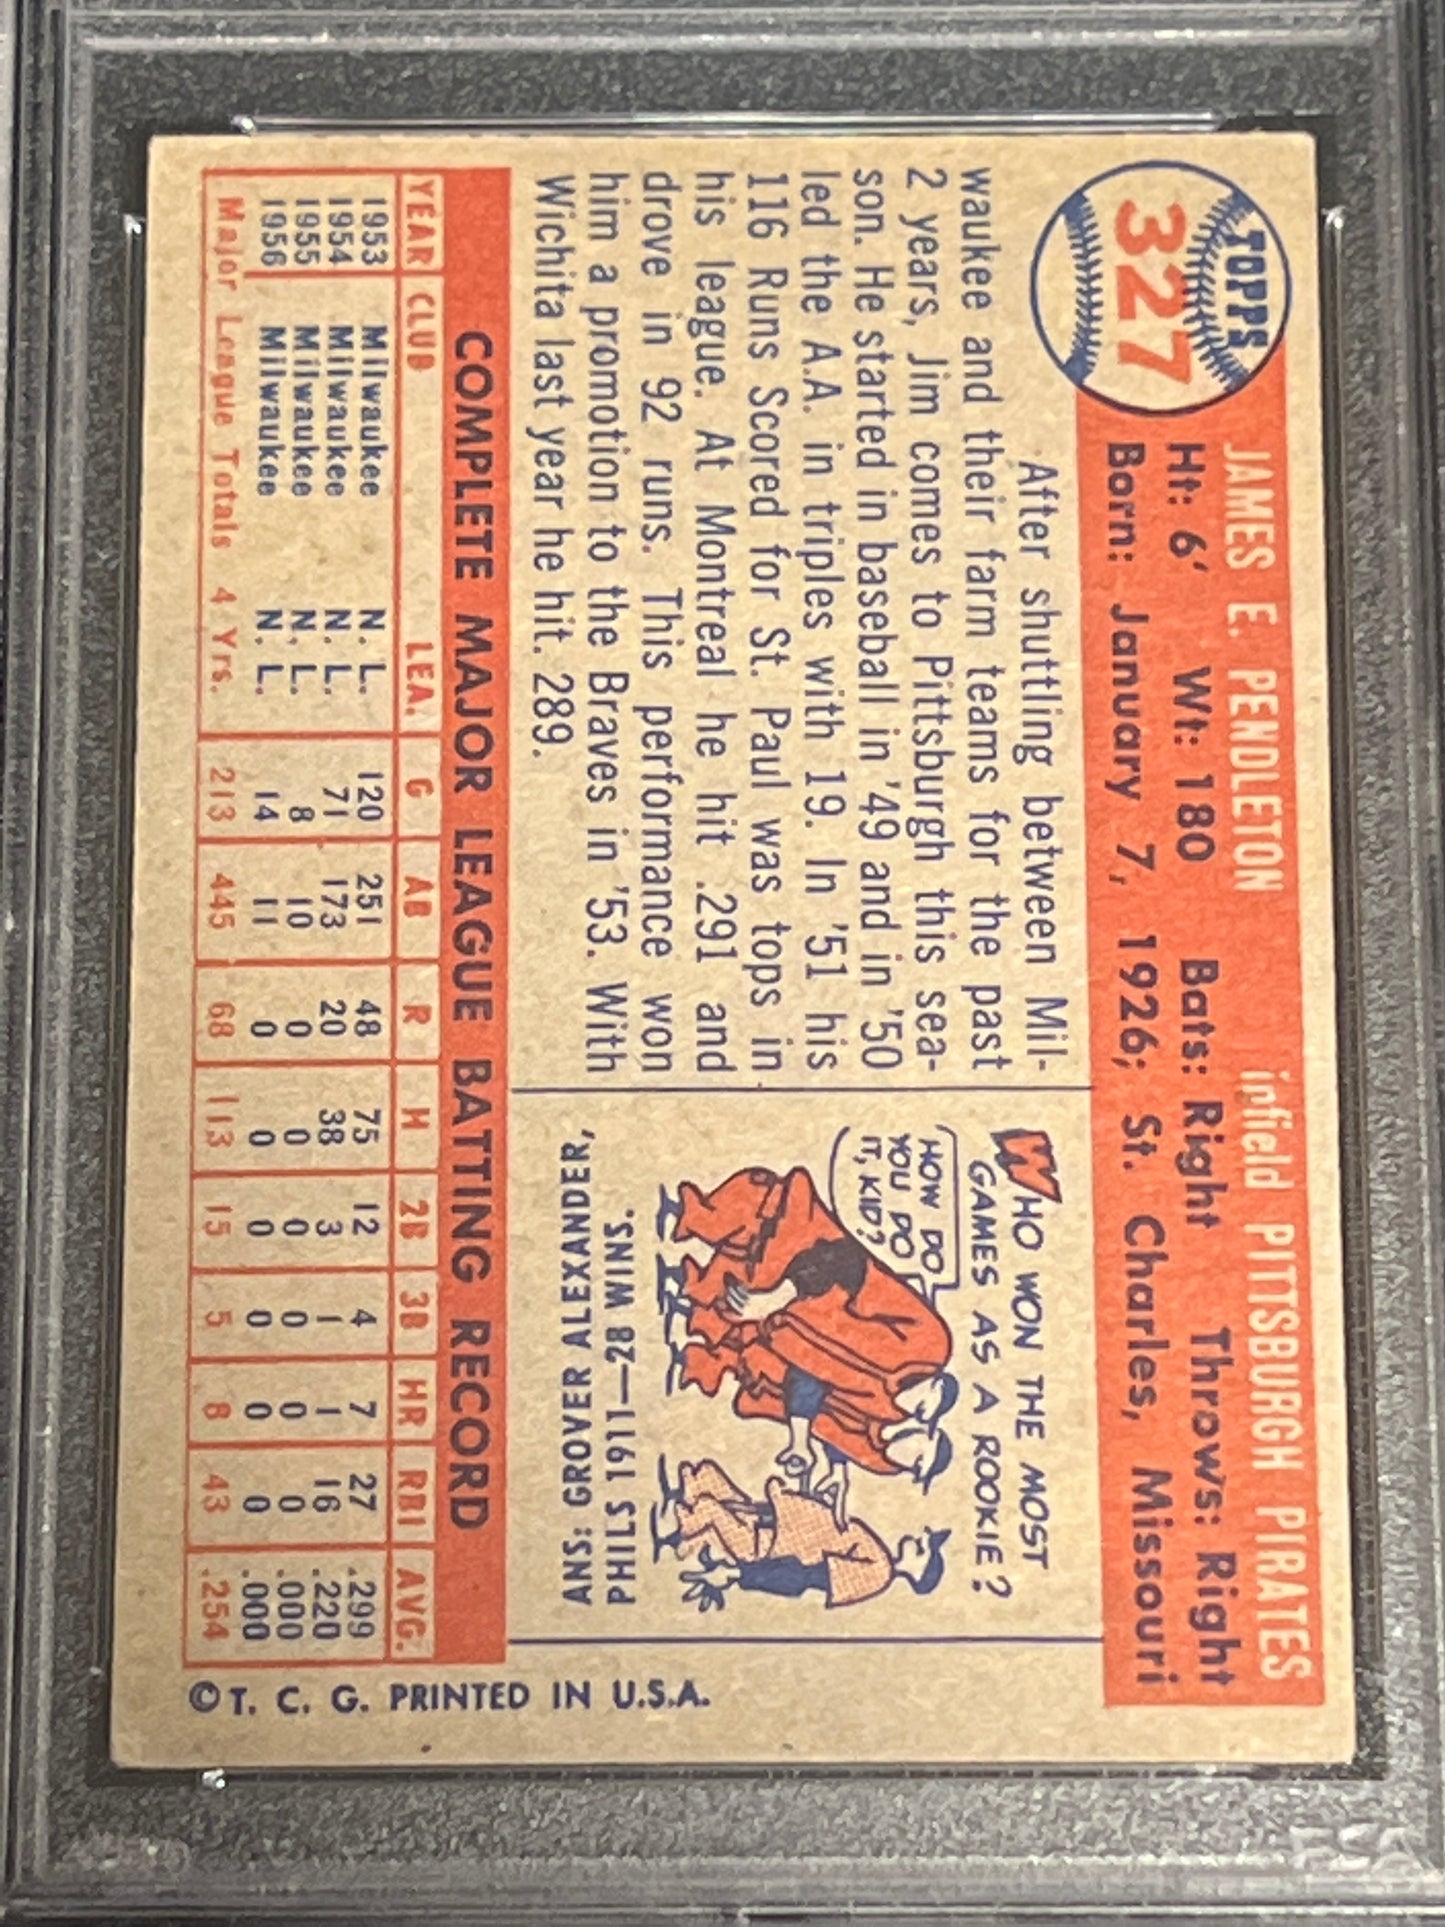 TOPPS
327
JAMES E. PENDLETON infield PITTSBURGH PIRATES
Ht: 6' Wt: 180 Bats: Right Throws: Right
Born: January 7, 1926; St. Charles, Missouri
After shuttling between Mil-
waukee and their farm teams for the past
2 years, Jim comes to Pittsburgh this sea-
son. He started in baseball in '49 and in '50
led the A.A. in triples with 19. In '51 his
116 Runs Scored for St. Paul was tops in
his league. At Montreal he hit .291 and
drove in 92 runs. This performance won
him a promotion to the Braves in '53. With
Wichita last year he hit .289.
WHO WON THE MOST
GAMES AS A ROOKIE?
HOW DO
YOU DO
IT, KID?
ANS: GROVER ALEXANDER,
PHILS 1911—28 WINS.
COMPLETE MAJOR LEAGUE BATTING RECORD
YEAR CLUB LEA. G AB R H 2B 3B HR RBI AVG.
1953 Milwaukee N. L. 120 251 48 75 12 4 7 27 .299
1954 Milwaukee N. L. 71 173 20 38 3 1 1 16 .220
1955 Milwaukee N. L. 8 10 0 0 0 0 0 0 .000
1956 Milwaukee N. L. 14 11 0 0 0 0 0 0 .000
Major League Totals 4 Yrs. 213 445 68 113 15 5 8 43 .254
© T. C. G. PRINTED IN U.S.A.